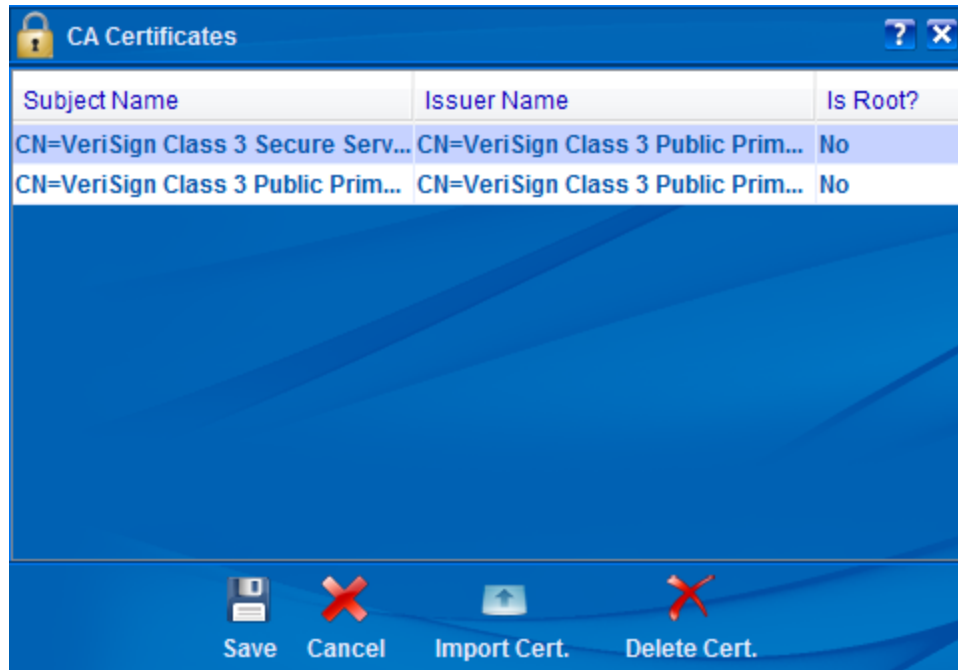 CA Certificates
Subject Name Issuer Name Is Root?
CN=VeriSign Class 3 Secure Serv... CN=VeriSign Class 3 Public Prim... No
CN=VeriSign Class 3 Public Prim... CN=VeriSign Class 3 Public Prim... No
Save Cancel Import Cert. Delete Cert.